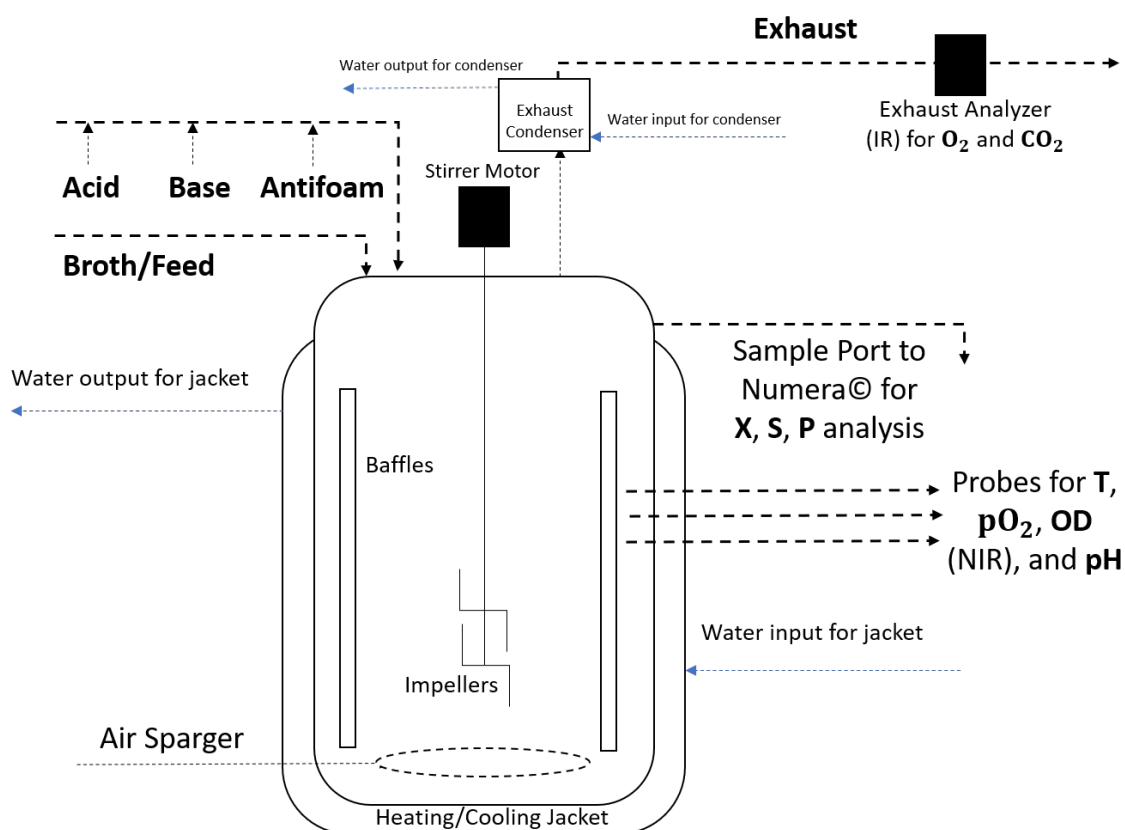 Exhaust
Water output for condenser
Exhaust
Condenser
Water input for condenser
Exhaust Analyzer
(IR) for O₂ and CO₂
Stirrer Motor
Acid
Base
Antifoam
Broth/Feed
Sample Port to
Numera© for
X, S, P analysis
Water output for jacket
Baffles
Probes for T,
pO₂, OD
(NIR), and pH
Water input for jacket
Impellers
Air Sparger
Heating/Cooling Jacket